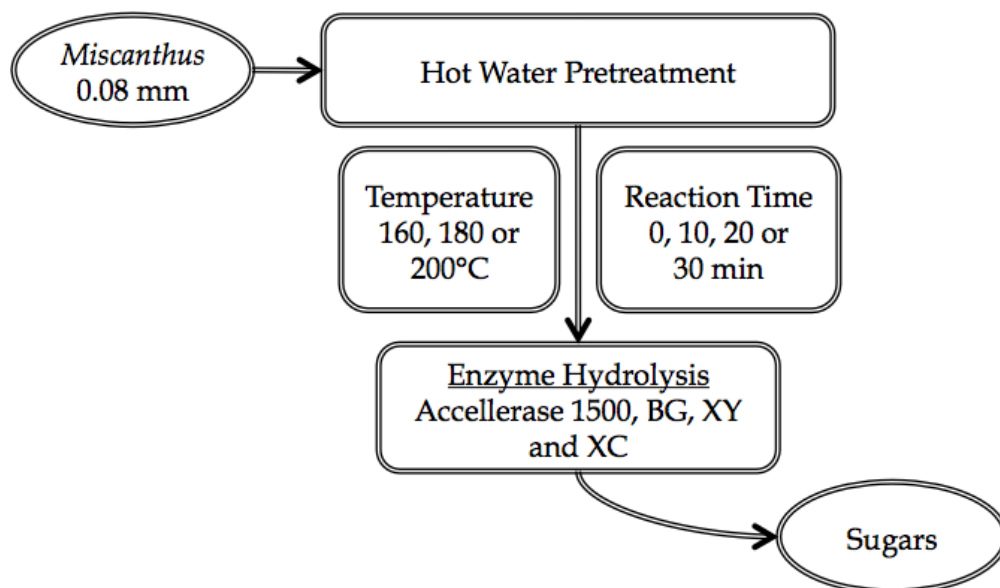 Miscanthus
0.08 mm
Hot Water Pretreatment
Temperature
160, 180 or
200°C
Reaction Time
0, 10, 20 or
30 min
Enzyme Hydrolysis
Accellerase 1500, BG, XY
and XC
Sugars